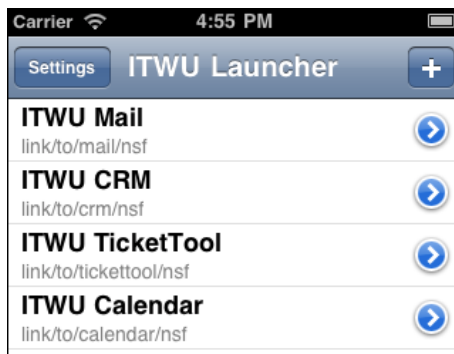 Carrier 4:55 PM
Settings ITWU Launcher +
ITWU Mail
link/to/mail/nsf
ITWU CRM
link/to/crm/nsf
ITWU TicketTool
link/to/tickettool/nsf
ITWU Calendar
link/to/calendar/nsf